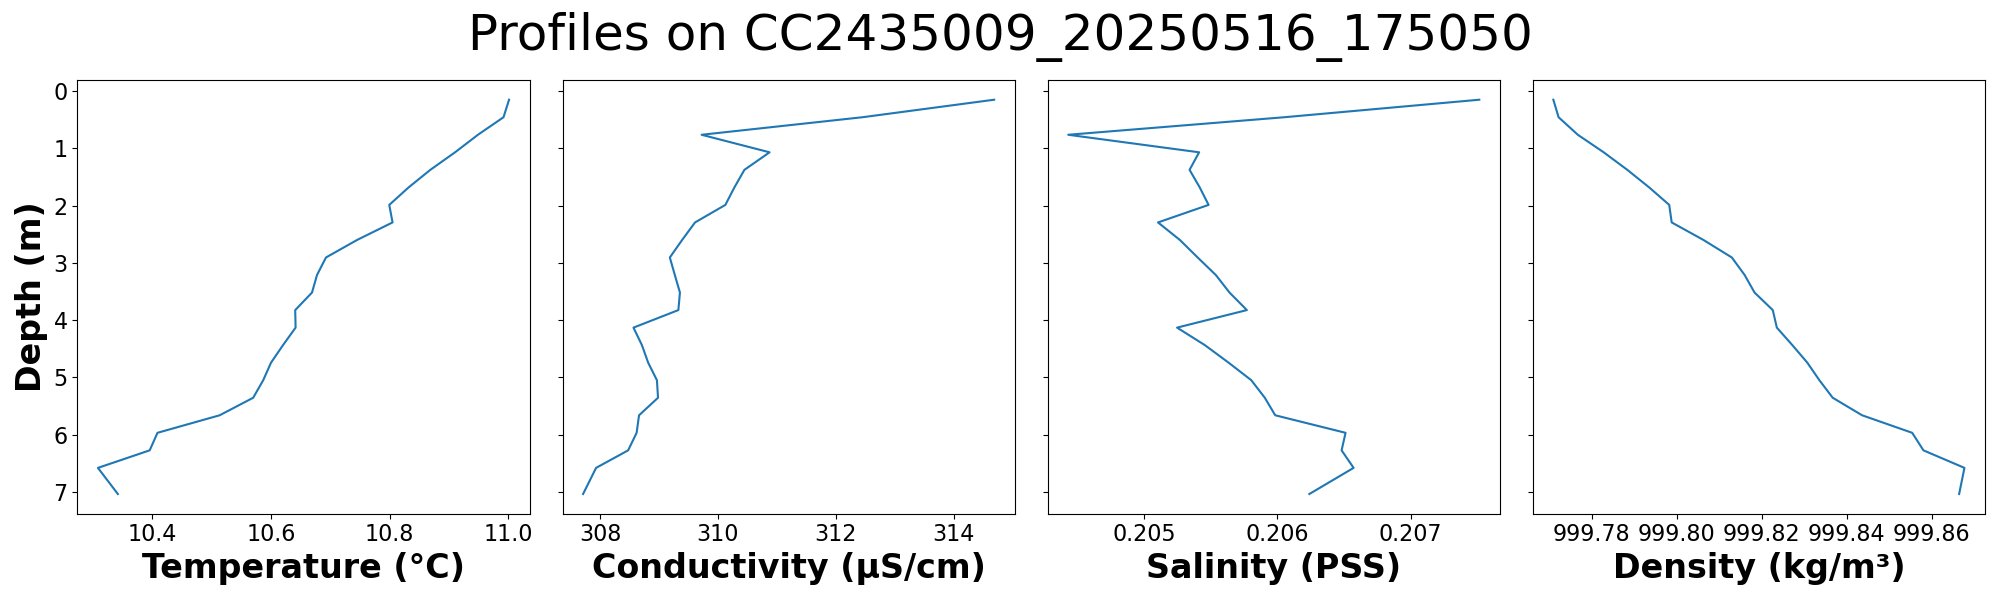 Profiles on CC2435009_20250516_175050
Depth (m)
0
1
2
3
4
5
6
7
10.4 10.6 10.8 11.0
Temperature (°C)
308 310 312 314
Conductivity (µS/cm)
0.205 0.206 0.207
Salinity (PSS)
999.78 999.80 999.82 999.84 999.86
Density (kg/m³)